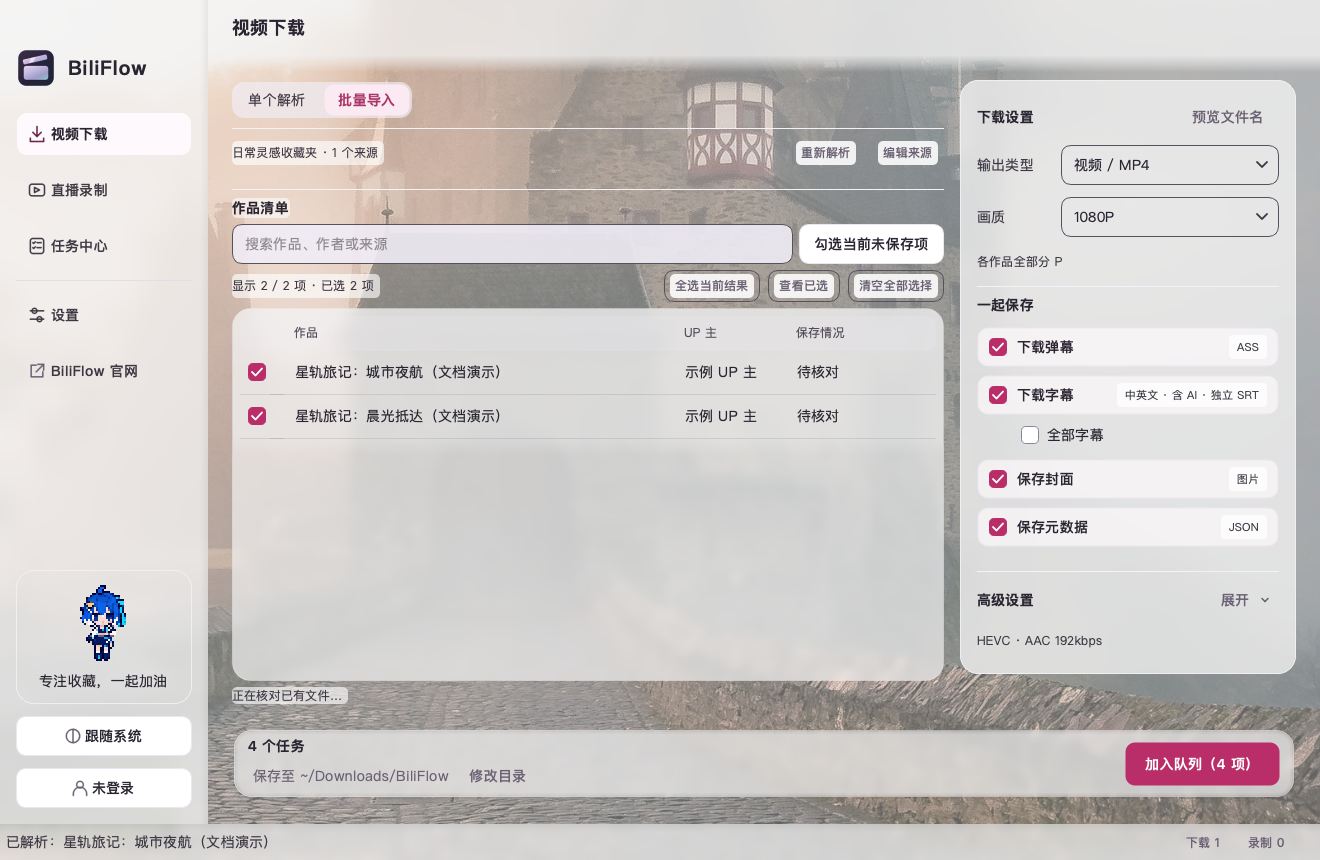 视频下载
BiliFlow
视频下载
直播录制
任务中心
设置
BiliFlow 官网
专注收藏，一起加油
跟随系统
未登录
单个解析 批量导入
日常灵感收藏夹 · 1 个来源 重新解析 编辑来源
作品清单
搜索作品、作者或来源 勾选当前未保存项
显示 2 / 2 项 · 已选 2 项 全选当前结果 查看已选 清空全部选择
作品 UP 主 保存情况
星轨旅记：城市夜航（文档演示） 示例 UP 主 待核对
星轨旅记：晨光抵达（文档演示） 示例 UP 主 待核对
正在核对已有文件...
下载设置 预览文件名
输出类型 视频 / MP4
画质 1080P
各作品全部分 P
一起保存
下载弹幕 ASS
下载字幕 中英文 · 含 AI · 独立 SRT
全部字幕
保存封面 图片
保存元数据 JSON
高级设置 展开
HEVC · AAC 192kbps
4 个任务
保存至 ~/Downloads/BiliFlow 修改目录
加入队列（4 项）
已解析：星轨旅记：城市夜航（文档演示） 下载 1 录制 0